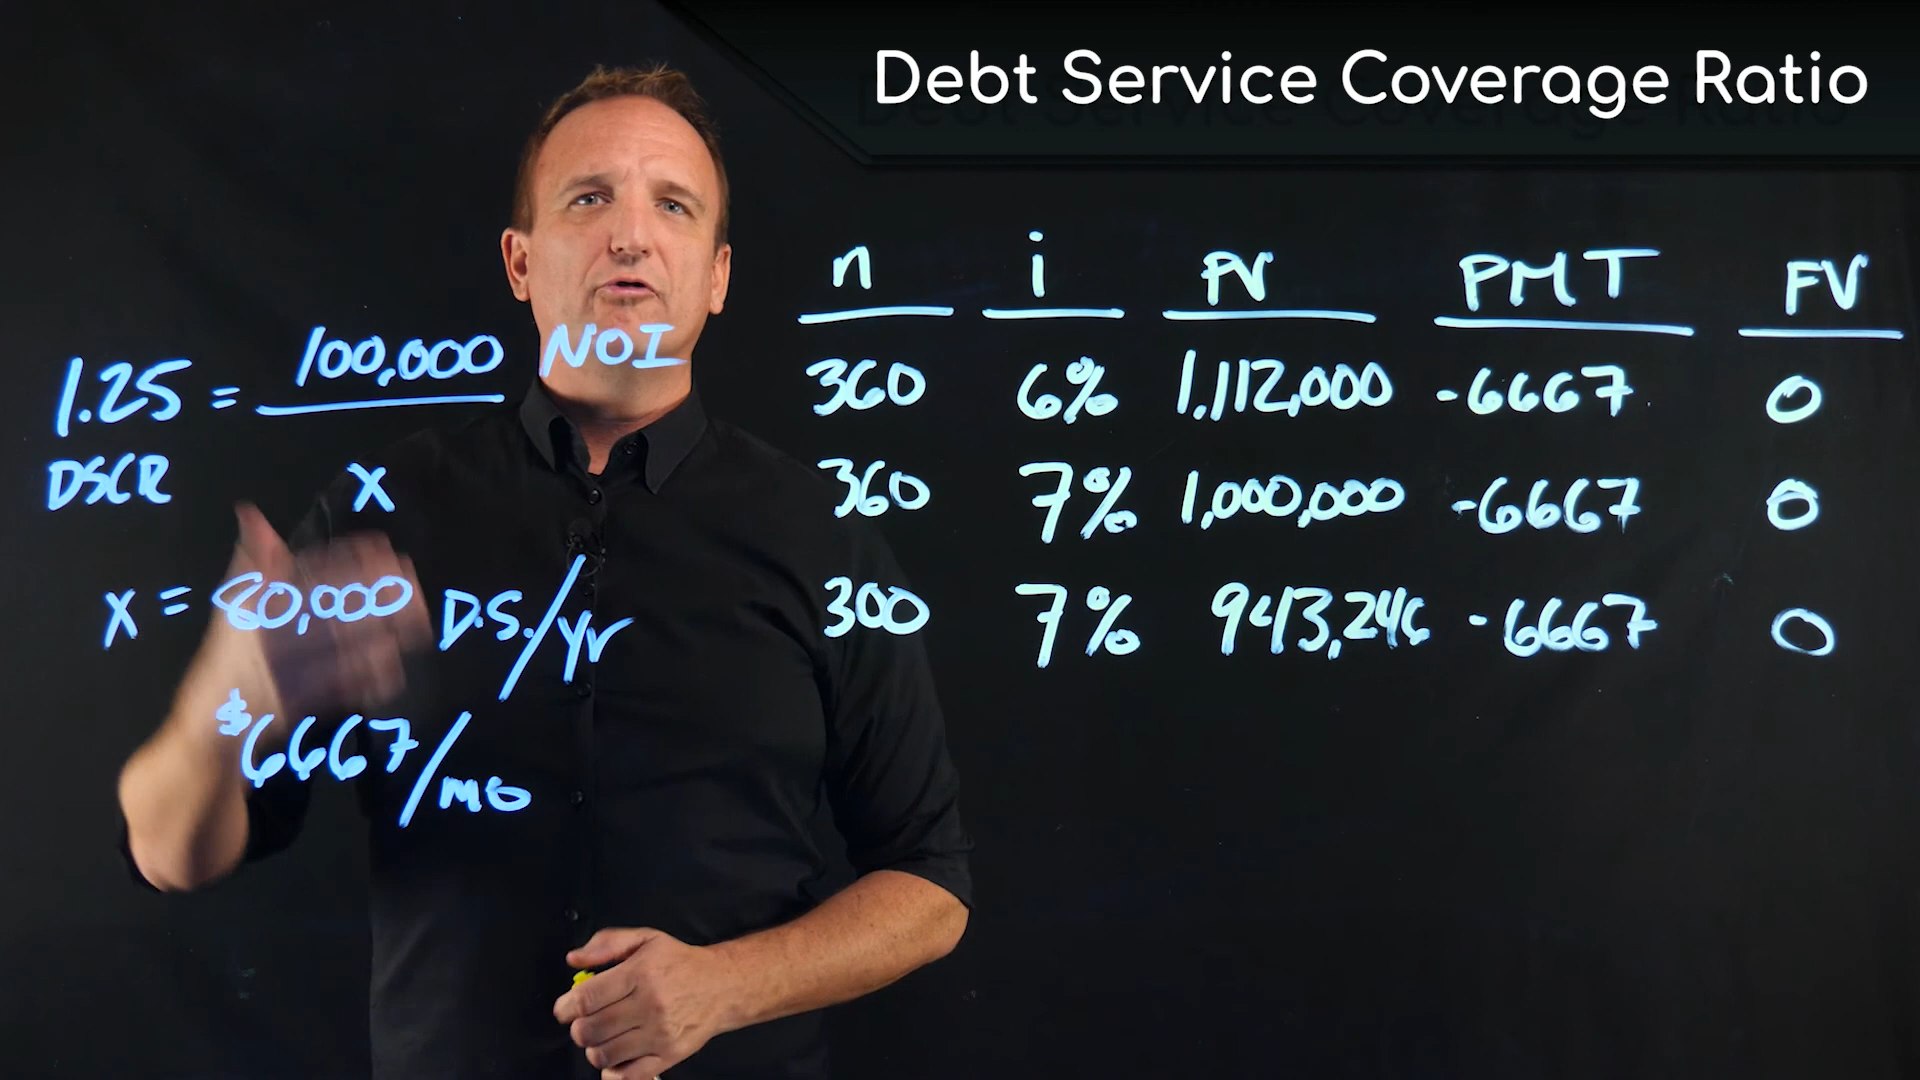 Debt Service Coverage Ratio
1.25 = 100,000 NOI
DSCR X
X = 80,000 D.S./yr
$6667/mo
n i PV PMT FV
360 6% 1,112,000 -6667 0
360 7% 1,000,000 -6667 0
300 7% 943,246 -6667 0